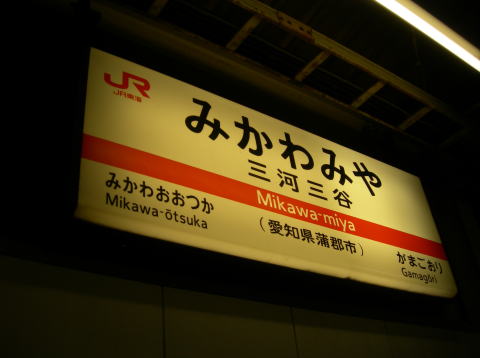 JR
JR東海
みかわみや
三河三谷
Mikawa-miya
みかわおおつか
Mikawa-ōtsuka
(愛知県蒲郡市)
がまごおり
Gamagōri